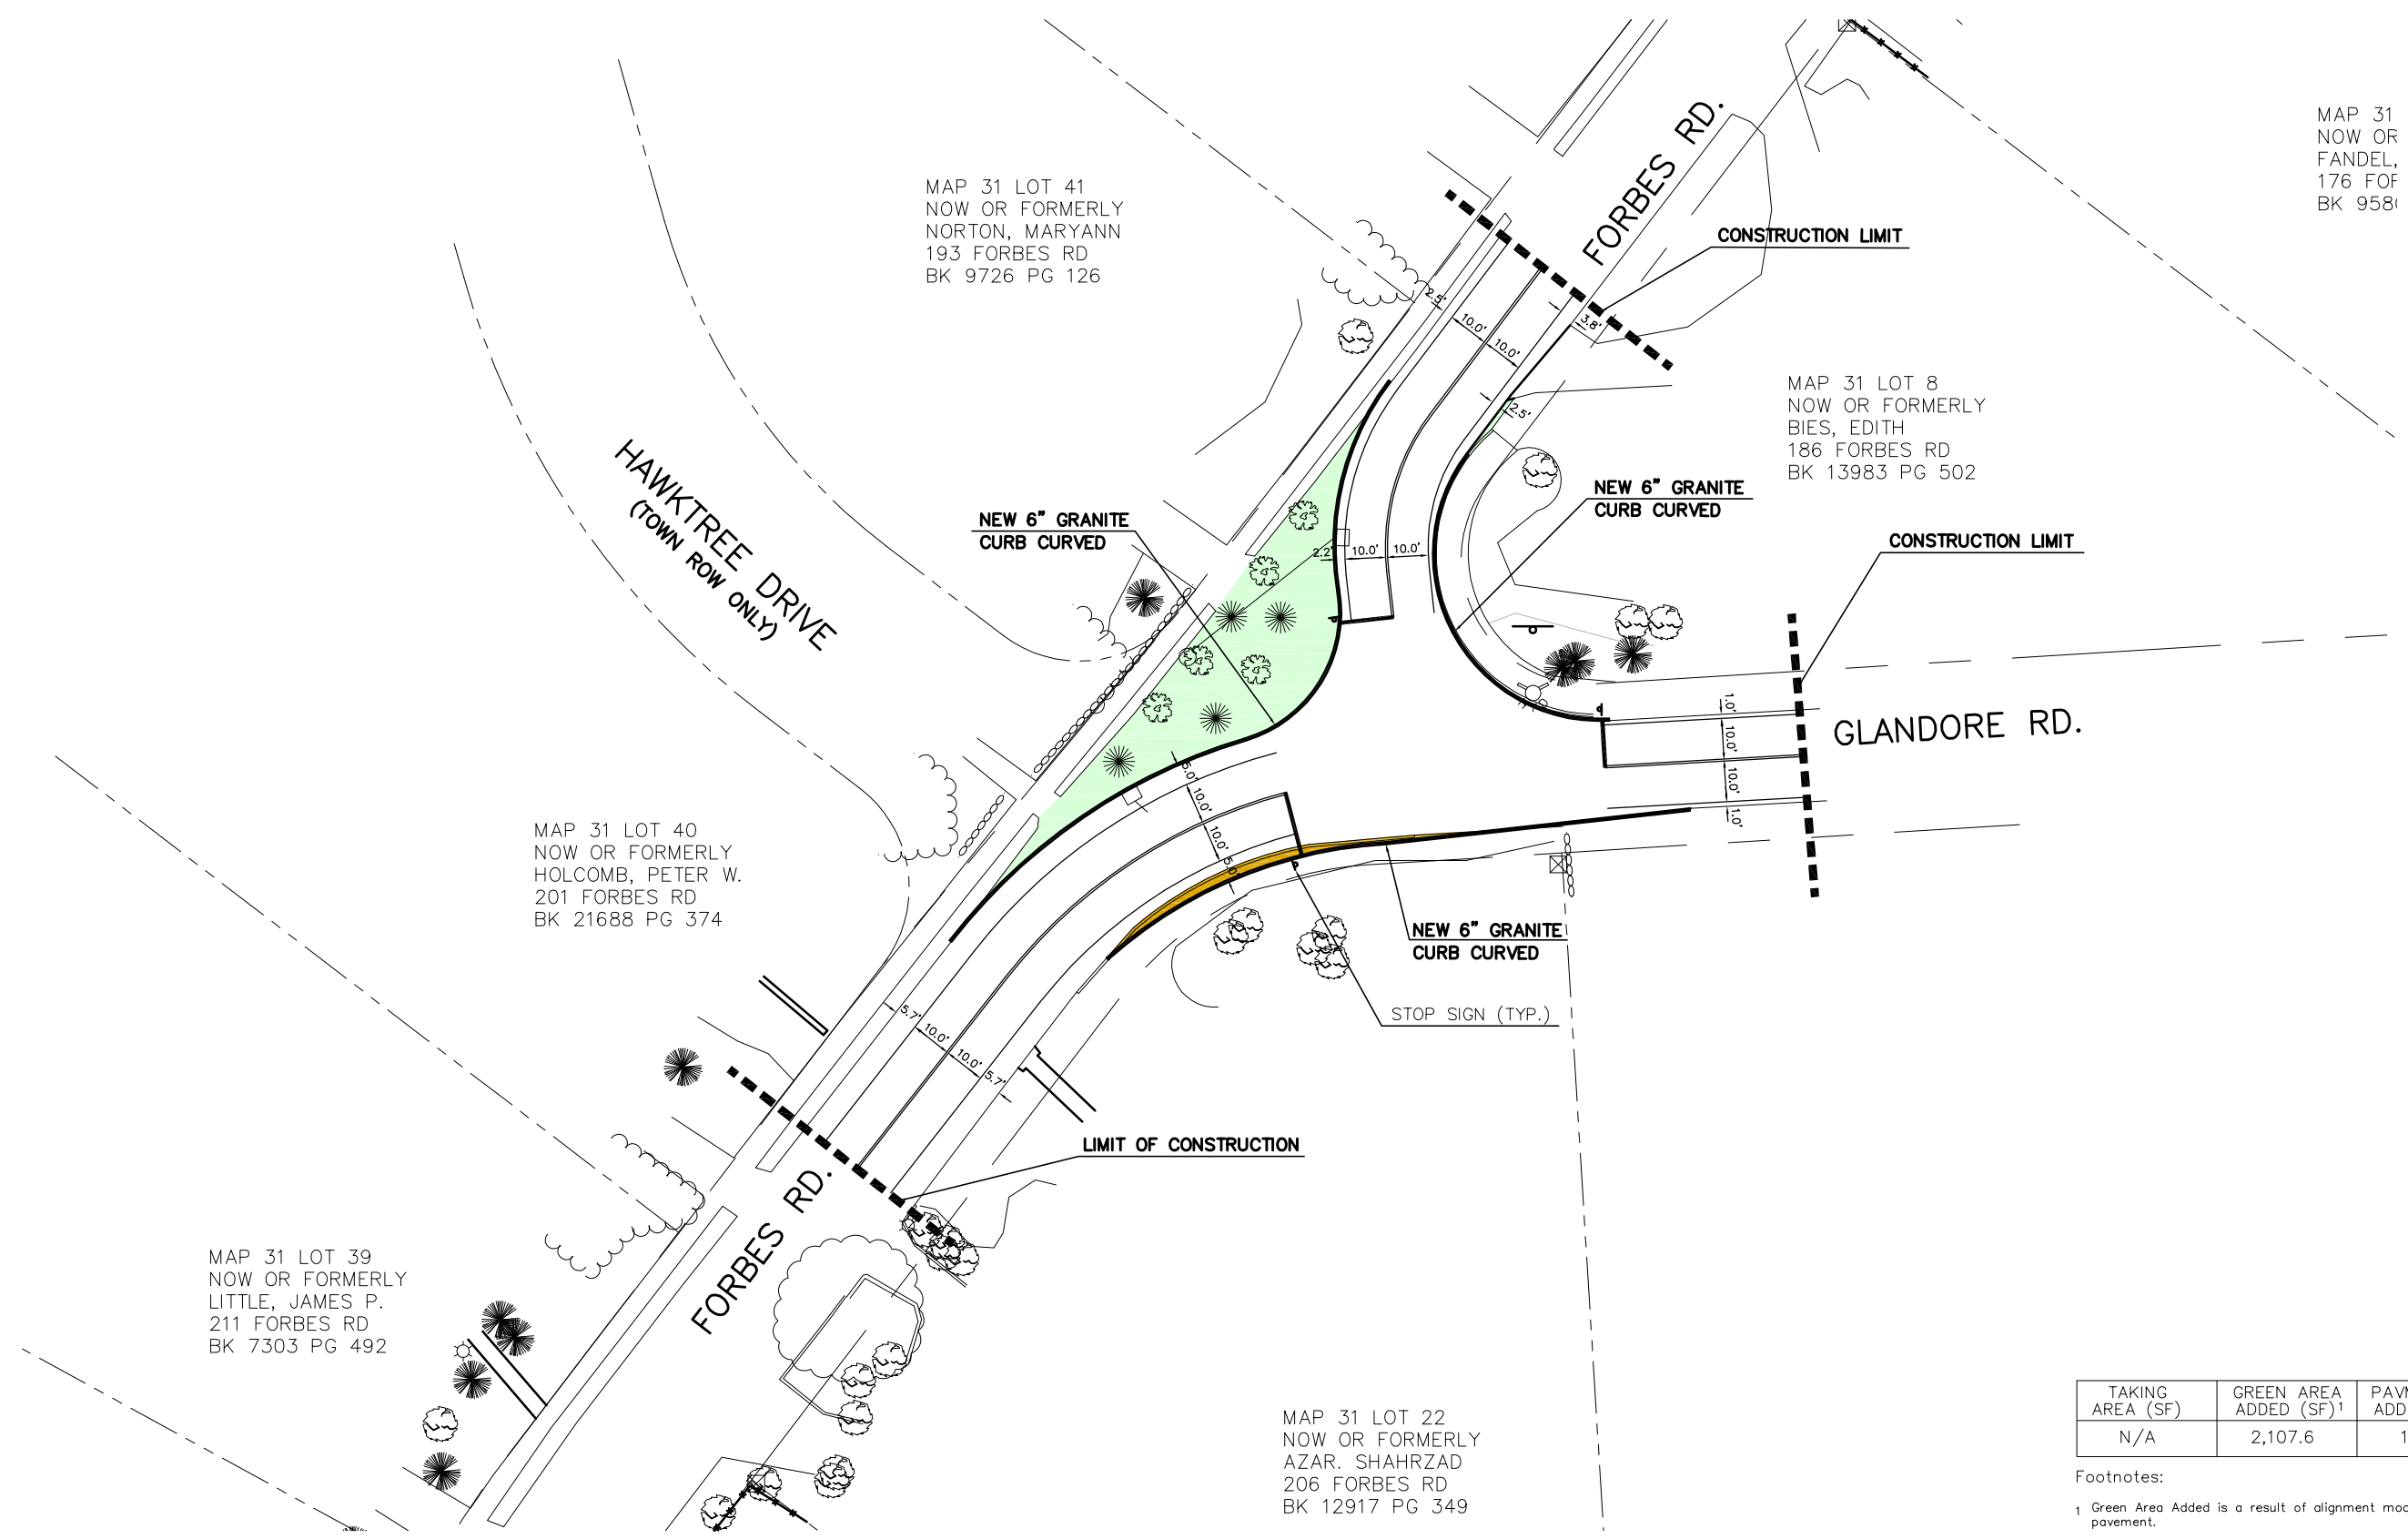 FORBES RD.
MAP 31
NOW OR
FANDEL,
176
BK
MAP 31 LOT 41
NOW OR FORMERLY
NORTON, MARYANN
193 FORBES RD
BK 9726 PG 126
CONSTRUCTION LIMIT
2.5'
10.0'
10.0'
3.8'
2.5'
MAP 31 LOT 8
NOW OR FORMERLY
BIES, EDITH
186 FORBES RD
BK 13983 PG 502
HAWKTREE DRIVE
(TOWN ROW ONLY)
NEW 6" GRANITE
CURB CURVED
NEW 6" GRANITE
CURB CURVED
CONSTRUCTION LIMIT
2.2'
10.0'
10.0'
1.0'
10.0'
10.0'
1.0'
GLANDORE RD.
5.0'
10.0'
10.0'
5.0'
MAP 31 LOT 40
NOW OR FORMERLY
HOLCOMB, PETER W.
201 FORBES RD
BK 21688 PG 374
NEW 6" GRANITE
CURB CURVED
STOP SIGN (TYP.)
5.7'
10.0'
10.0'
5.7'
LIMIT OF CONSTRUCTION
FORBES RD.
MAP 31 LOT 39
NOW OR FORMERLY
LITTLE, JAMES P.
211 FORBES RD
BK 7303 PG 492
MAP 31 LOT 22
NOW OR FORMERLY
AZAR. SHAHRZAD
206 FORBES RD
BK 12917 PG 349
TAKING
AREA (SF)
GREEN AREA
ADDED (SF)¹
N/A
2,107.6
Footnotes:
1 Green Area Added is a result of alignment
pavement.